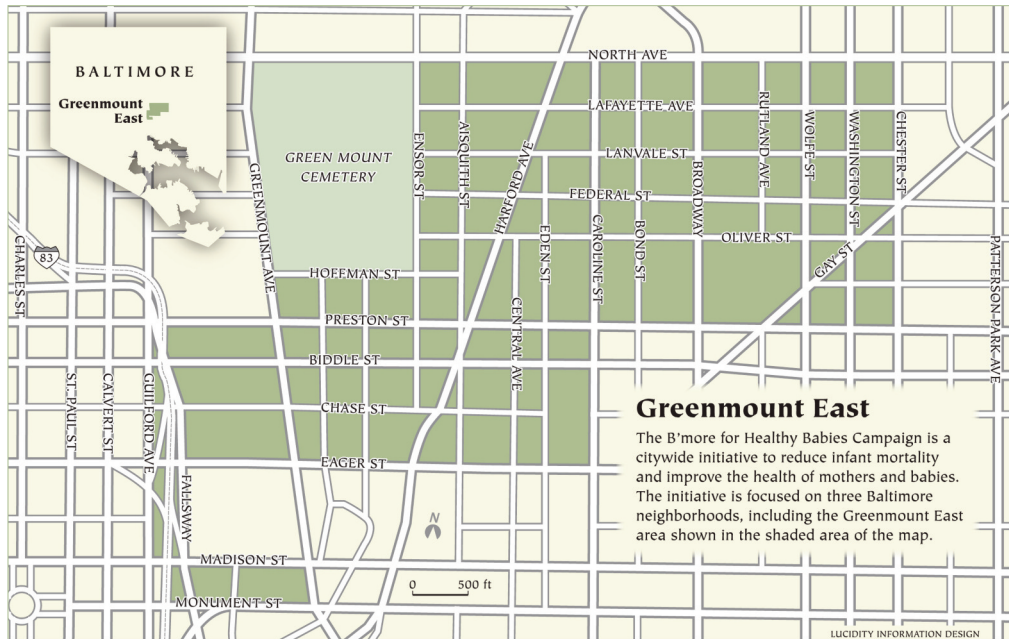 BALTIMORE
Greenmount
East
NORTH AVE
LAFAYETTE AVE
LANVALE ST
FEDERAL ST
OLIVER ST
GREEN MOUNT
CEMETERY
ENSOR ST
AISQUITH ST
HARFORD AVE
EDEN ST
CAROLINE ST
BOND ST
BROADWAY
RUTLAND AVE
WOLFE ST
WASHINGTON ST
CHESTER ST
GREENMOUNT AVE
CHARLES ST
83
HOFFMAN ST
PRESTON ST
BIDDLE ST
CHASE ST
EAGER ST
CENTRAL AVE
GAY ST
PATTERSON PARK AVE
ST. PAUL ST
CALVERT ST
GUILFORD AVE
FALLSWAY
MADISON ST
MONUMENT ST
N
0 500 ft
Greenmount East
The B'more for Healthy Babies Campaign is a
citywide initiative to reduce infant mortality
and improve the health of mothers and babies.
The initiative is focused on three Baltimore
neighborhoods, including the Greenmount East
area shown in the shaded area of the map.
LUCIDITY INFORMATION DESIGN